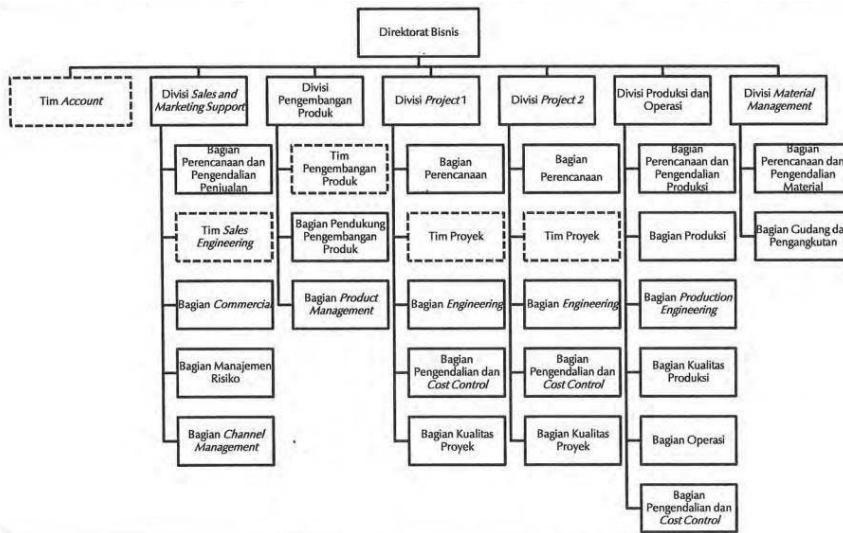 Direktorat Bisnis
Tim Account
Divisi Sales and
Marketing Support
Divisi
Pengembangan
Produk
Divisi Project 1
Divisi Project 2
Divisi Produksi dan
Operasi
Divisi Material
Management
Bagian
Perencanaan dan
Pengendalian
Penjualan
Tim Sales
Engineering
Bagian Commercial
Bagian Manajemen
Risiko
Bagian Channel
Management
Tim
Pengembangan
Produk
Bagian Pendukung
Pengembangan
Produk
Bagian Product
Management
Bagian
Perencanaan
Tim Proyek
Bagian Engineering
Bagian
Pengendalian dan
Cost Control
Bagian Kualitas
Proyek
Bagian
Perencanaan
Tim Proyek
Bagian Engineering
Bagian
Pengendalian dan
Cost Control
Bagian Kualitas
Proyek
Bagian
Perencanaan dan
Pengendalian
Produksi
Bagian Produksi
Bagian Production
Engineering
Bagian Kualitas
Produksi
Bagian Operasi
Bagian
Pengendalian dan
Cost Control
Bagian
Perencanaan dan
Pengendalian
Material
Bagian Gudang da
Pengangkutan